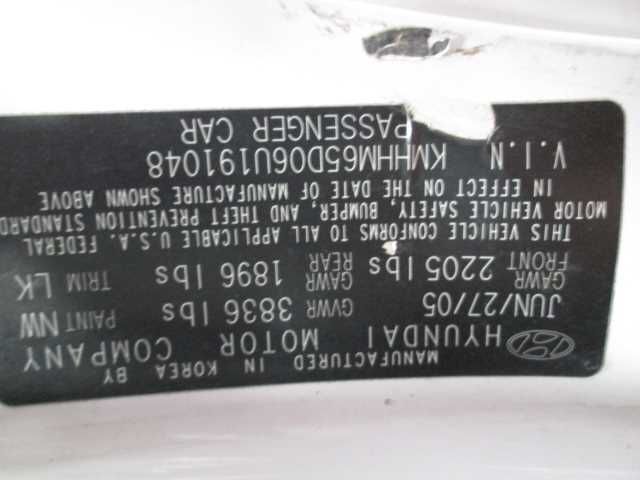 MANUFACTURED IN KOREA BY
HYUNDAI MOTOR COMPANY
JUN/27/05 GVWR 3836 lbs PAINT NW
GAWR FRONT 2205 lbs GAWR REAR 1896 lbs TRIM LK
THIS VEHICLE CONFORMS TO ALL APPLICABLE U.S.A. FEDERAL
MOTOR VEHICLE SAFETY, BUMPER, AND THEFT PREVENTION STANDARD
IN EFFECT ON THE DATE OF MANUFACTURE SHOWN ABOVE
V.I.N KMHHM65D06U191048
PASSENGER CAR